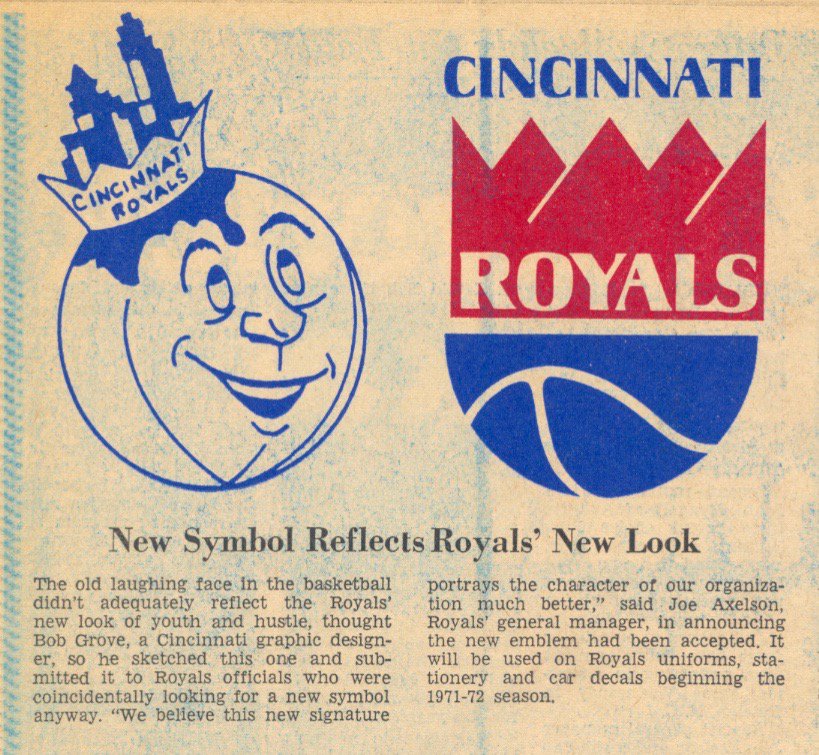 CINCINNATI
ROYALS
CINCINNATI
ROYALS
New Symbol Reflects Royals' New Look
The old laughing face in the basketball
didn't adequately reflect the Royals'
new look of youth and hustle, thought
Bob Grove, a Cincinnati graphic design-
er, so he sketched this one and sub-
mitted it to Royals officials who were
coincidentally looking for a new symbol
anyway. "We believe this new signature
portrays the character of our organiza-
tion much better," said Joe Axelson,
Royals' general manager, in announcing
the new emblem had been accepted. It
will be used on Royals uniforms, sta-
tionery and car decals beginning the
1971-72 season.